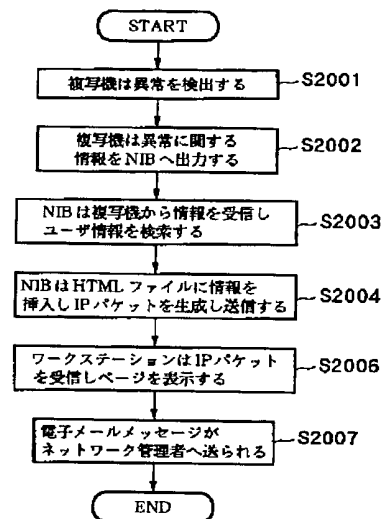 START
複写機は異常を検出する
S2001
複写機は異常に関する
情報をNIBへ出力する
S2002
NIBは複写機から情報を受信し
ユーザ情報を検索する
S2003
NIBはHTMLファイルに情報を
挿入しIPパケットを生成し送信する
S2004
ワークステーションはIPパケット
を受信しページを表示する
S2006
電子メールメッセージが
ネットワーク管理者へ送られる
S2007
END